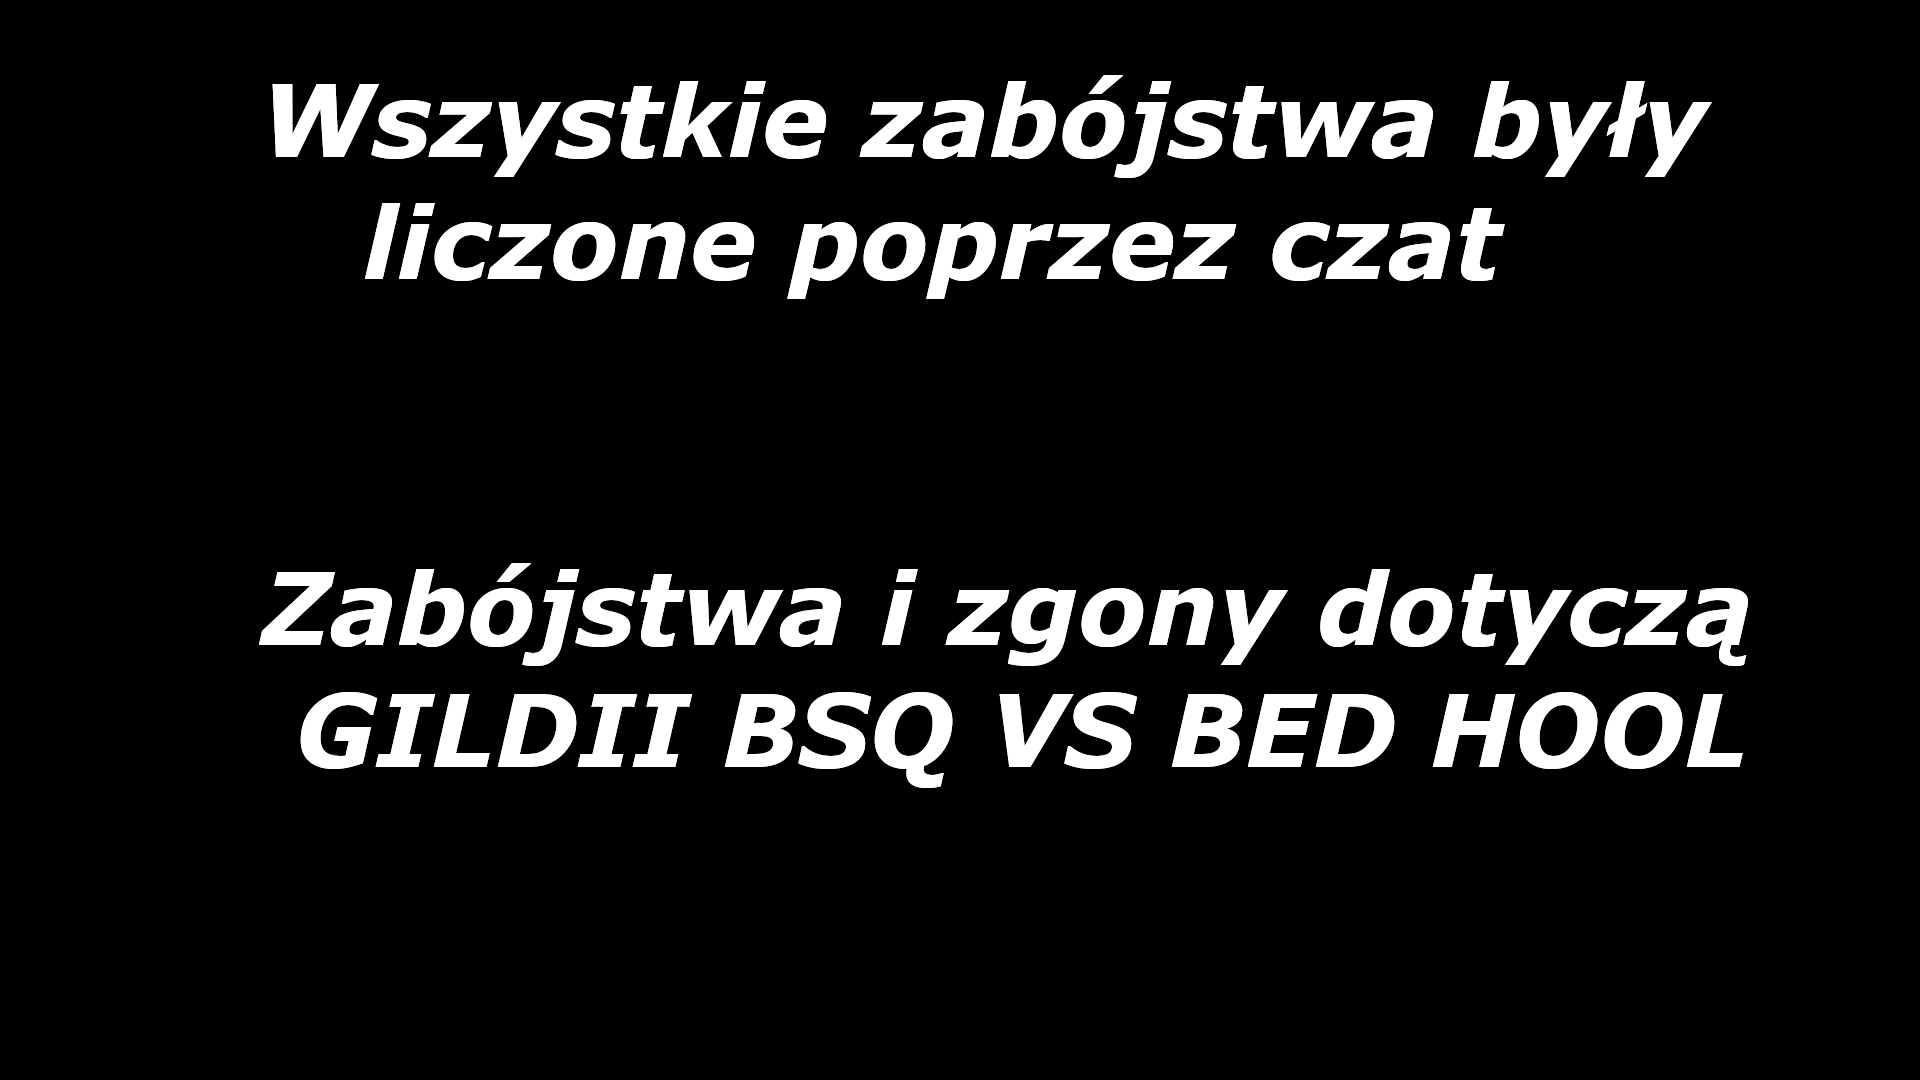 Wszystkie zabójstwa były
liczone poprzez czat
Zabójstwa i zgony dotyczą
GILDII BSQ VS BED HOOL